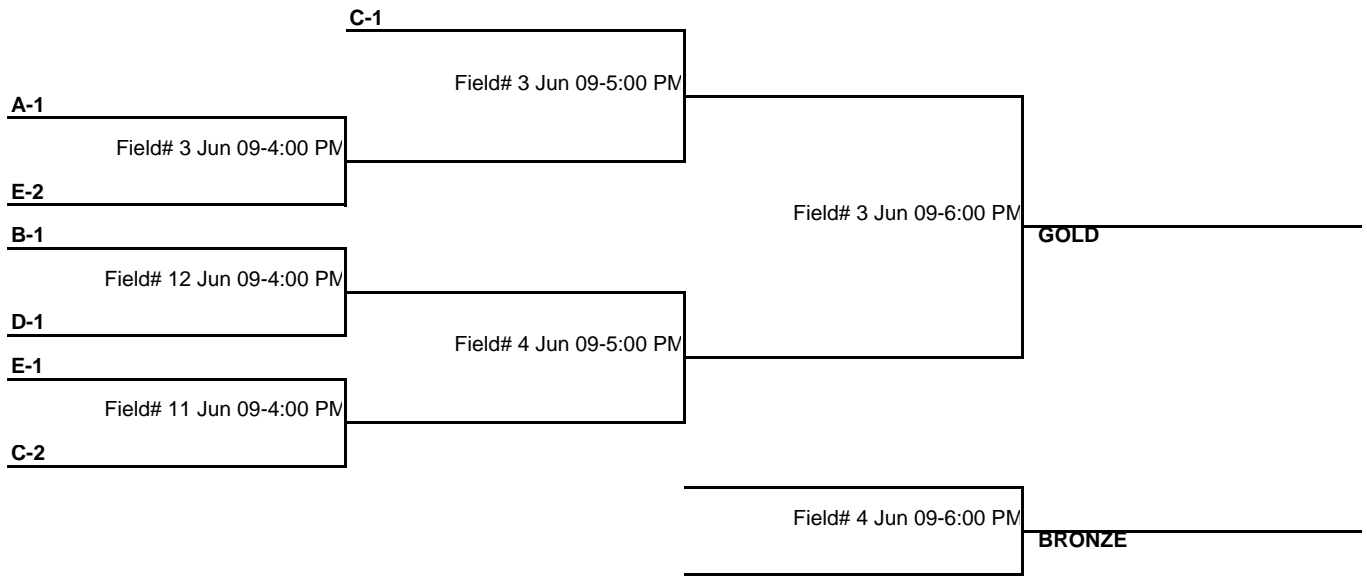 C-1
Field# 3 Jun 09-5:00 PM
A-1
Field# 3 Jun 09-4:00 PM
E-2
Field# 3 Jun 09-6:00 PM
B-1
GOLD
Field# 12 Jun 09-4:00 PM
D-1
Field# 4 Jun 09-5:00 PM
E-1
Field# 11 Jun 09-4:00 PM
C-2
Field# 4 Jun 09-6:00 PM
BRONZE